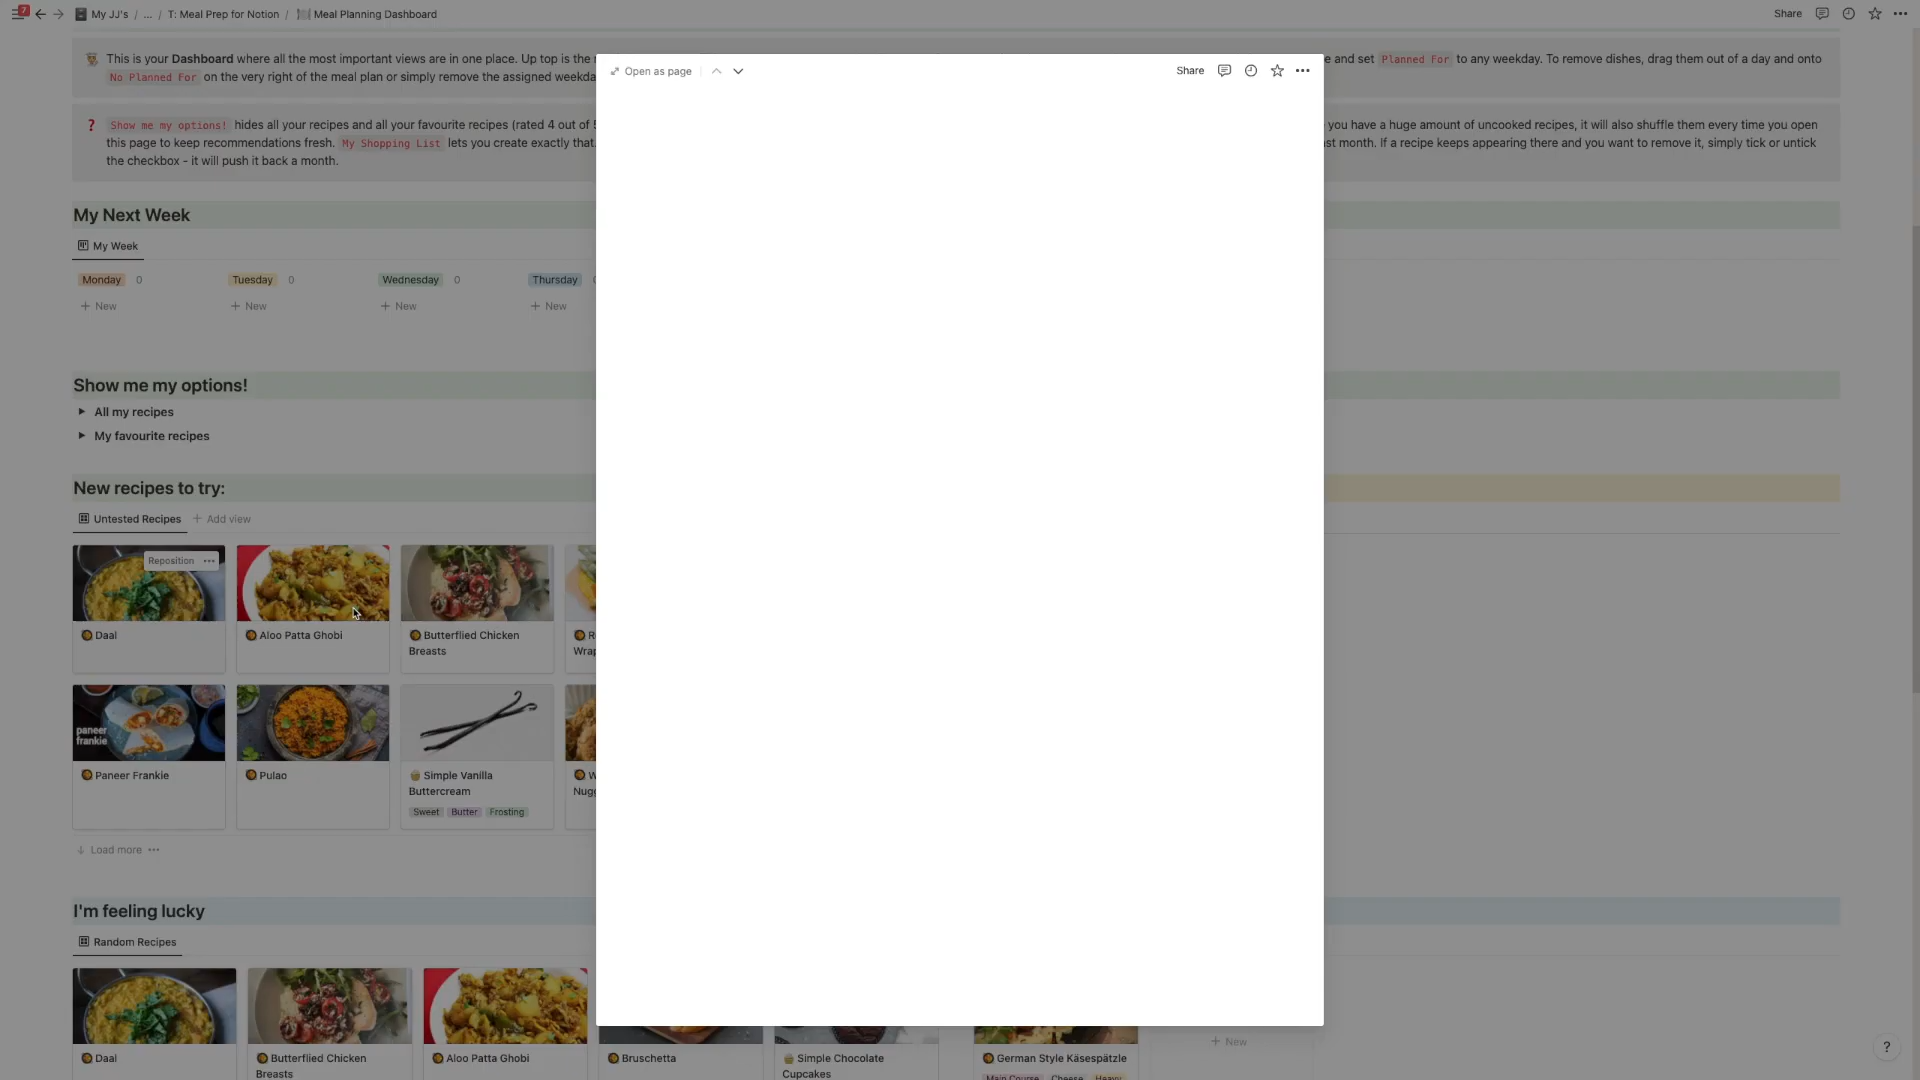 7
My JJ's / ... / T: Meal Prep for Notion / Meal Planning Dashboard
Share
This is your Dashboard where all the most important views are in one place. Up top is the
e and set Planned For to any weekday. To remove dishes, drag them out of a day and onto
No Planned For on the very right of the meal plan or simply remove the assigned weekda
Open as page
Share
? Show me my options! hides all your recipes and all your favourite recipes (rated 4 out of
you have a huge amount of uncooked recipes, it will also shuffle them every time you open
this page to keep recommendations fresh. My Shopping List lets you create exactly that.
st month. If a recipe keeps appearing there and you want to remove it, simply tick or untick
the checkbox - it will push it back a month.
My Next Week
My Week
Monday 0
Tuesday 0
Wednesday 0
Thursday
+ New
+ New
+ New
+ New
Show me my options!
All my recipes
My favourite recipes
New recipes to try:
Untested Recipes
+ Add view
Reposition
Daal
Aloo Patta Ghobi
Butterflied Chicken
Breasts
R
Wrap
paneer
frankie
Paneer Frankie
Pulao
Simple Vanilla
Buttercream
Sweet Butter Frosting
W
Nugg
Load more
I'm feeling lucky
Random Recipes
Daal
Butterflied Chicken
Breasts
Aloo Patta Ghobi
Bruschetta
Simple Chocolate
Cupcakes
German Style Käsespätzle
Main Course Cheese Heavy
+ New
?